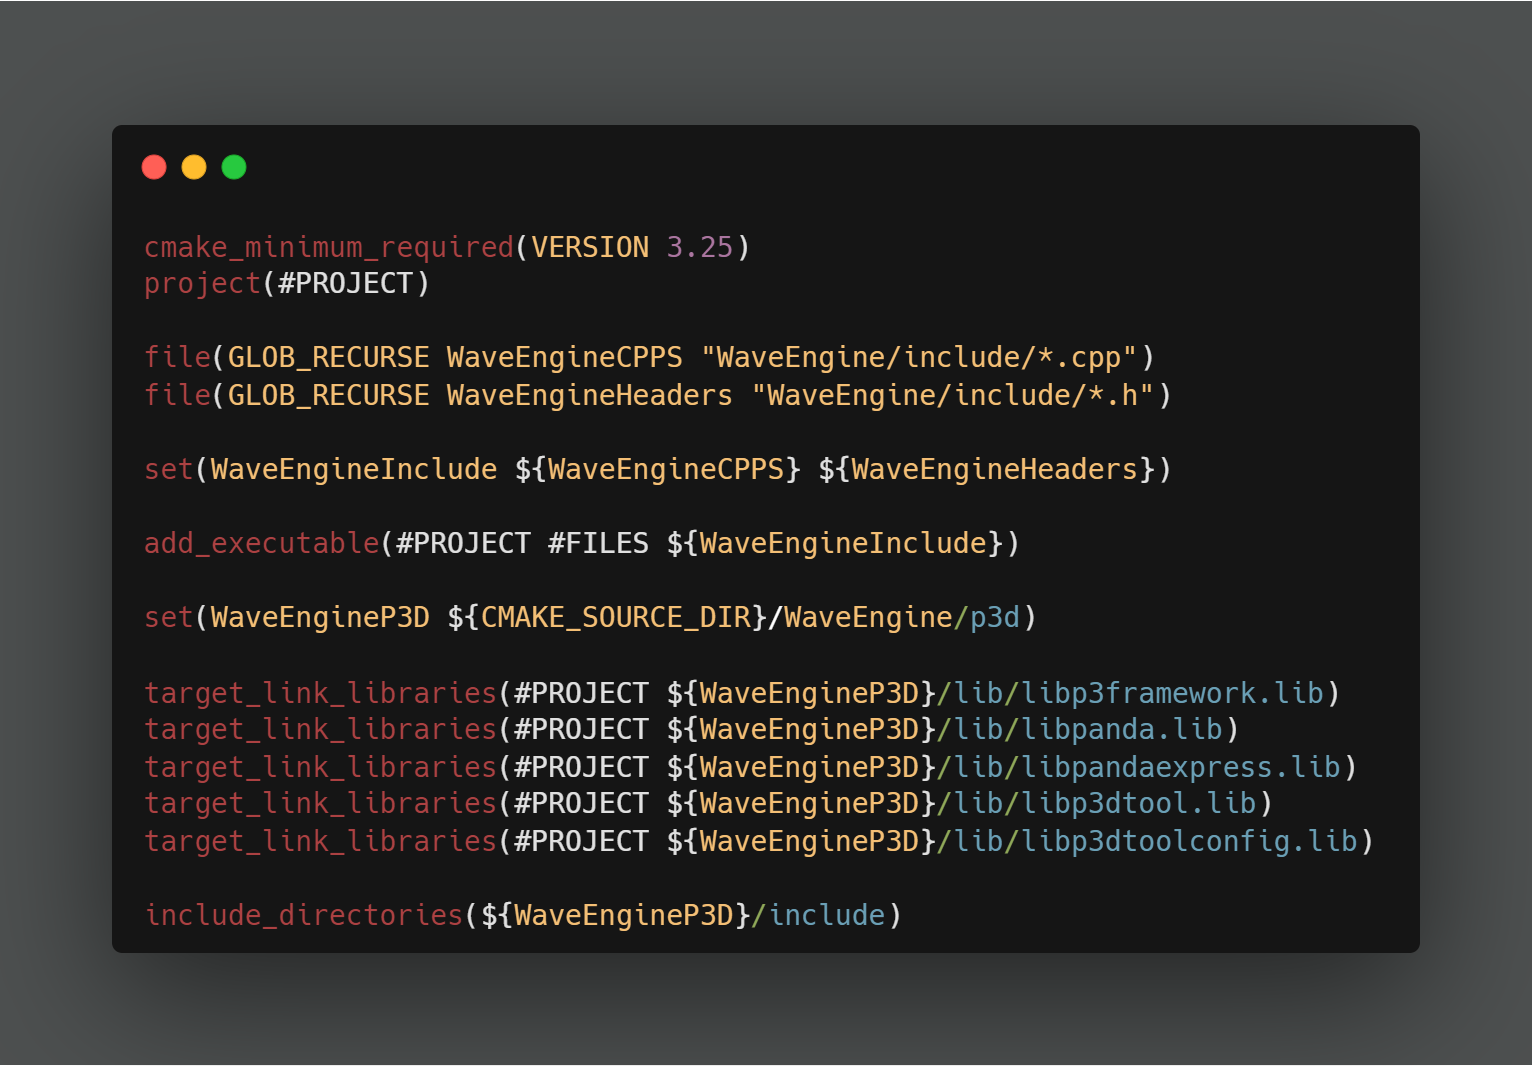 cmake_minimum_required(VERSION 3.25)
project(#PROJECT)
file(GLOB_RECURSE WaveEngineCPPS "WaveEngine/include/*.cpp")
file(GLOB_RECURSE WaveEngineHeaders "WaveEngine/include/*.h")
set(WaveEngineInclude ${WaveEngineCPPS} ${WaveEngineHeaders})
add_executable(#PROJECT #FILES ${WaveEngineInclude})
set(WaveEngineP3D ${CMAKE_SOURCE_DIR}/WaveEngine/p3d)
target_link_libraries(#PROJECT ${WaveEngineP3D}/lib/libp3framework.lib)
target_link_libraries(#PROJECT ${WaveEngineP3D}/lib/libpanda.lib)
target_link_libraries(#PROJECT ${WaveEngineP3D}/lib/libpandaexpress.lib)
target_link_libraries(#PROJECT ${WaveEngineP3D}/lib/libp3dtool.lib)
target_link_libraries(#PROJECT ${WaveEngineP3D}/lib/libp3dtoolconfig.lib)
include_directories(${WaveEngineP3D}/include)